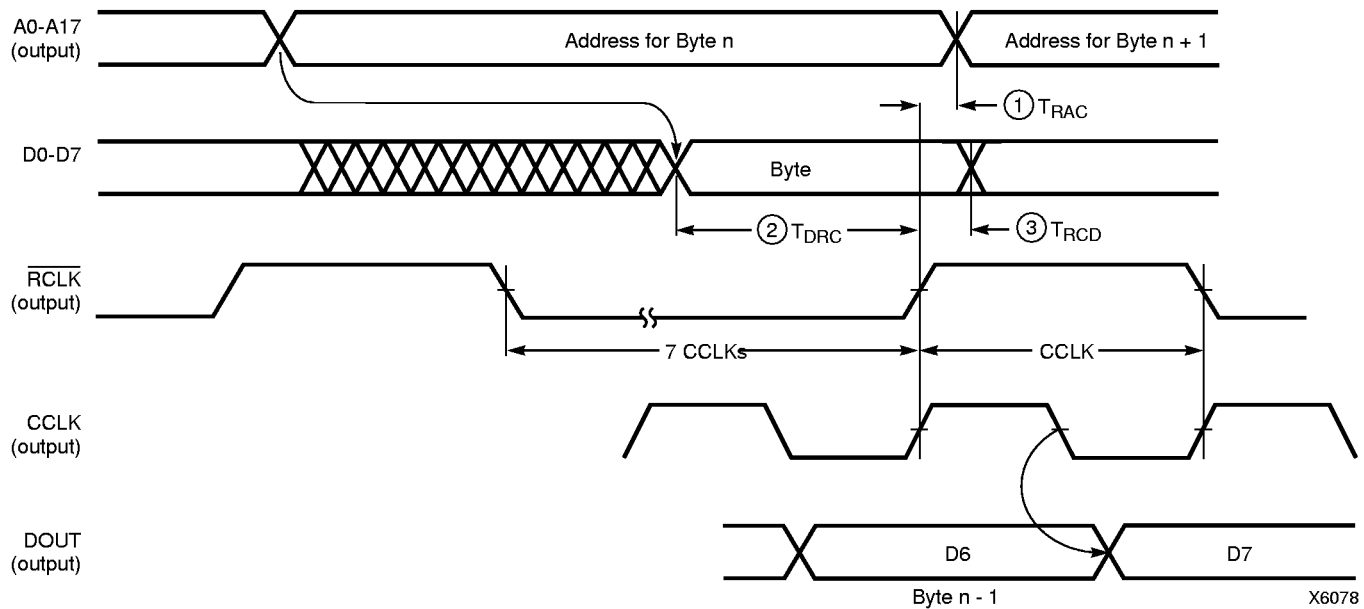 A0-A17
(output)
Address for Byte n
Address for Byte n + 1
1 TRAC
D0-D7
Byte
2 TDRC
3 TRCD
RCLK
(output)
7 CCLKs
CCLK
CCLK
(output)
DOUT
(output)
D6
D7
Byte n - 1
X6078